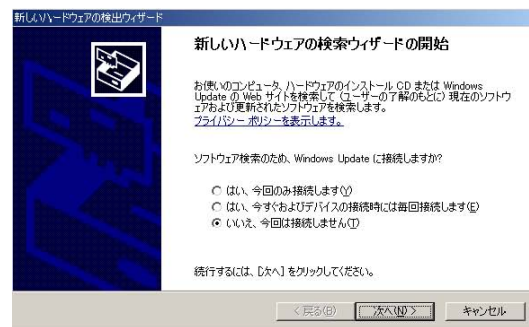 新しいハードウェアの検出ウィザード
新しいハードウェアの検索ウィザードの開始
お使いのコンピュータ、ハードウェアのインストール CD または Windows
Update の Web サイトを検索して (ユーザーの了解のもとに) 現在のソフトウ
ェアおよび更新されたソフトウェアを検索します。
プライバシー ポリシーを表示します。
ソフトウェア検索のため、Windows Update に接続しますか?
はい、今回のみ接続します(Y)
はい、今すぐおよびデバイスの接続時には毎回接続します(E)
いいえ、今回は接続しません(T)
続行するには、[次へ] をクリックしてください。
< 戻る(B)
次へ(N) >
キャンセル